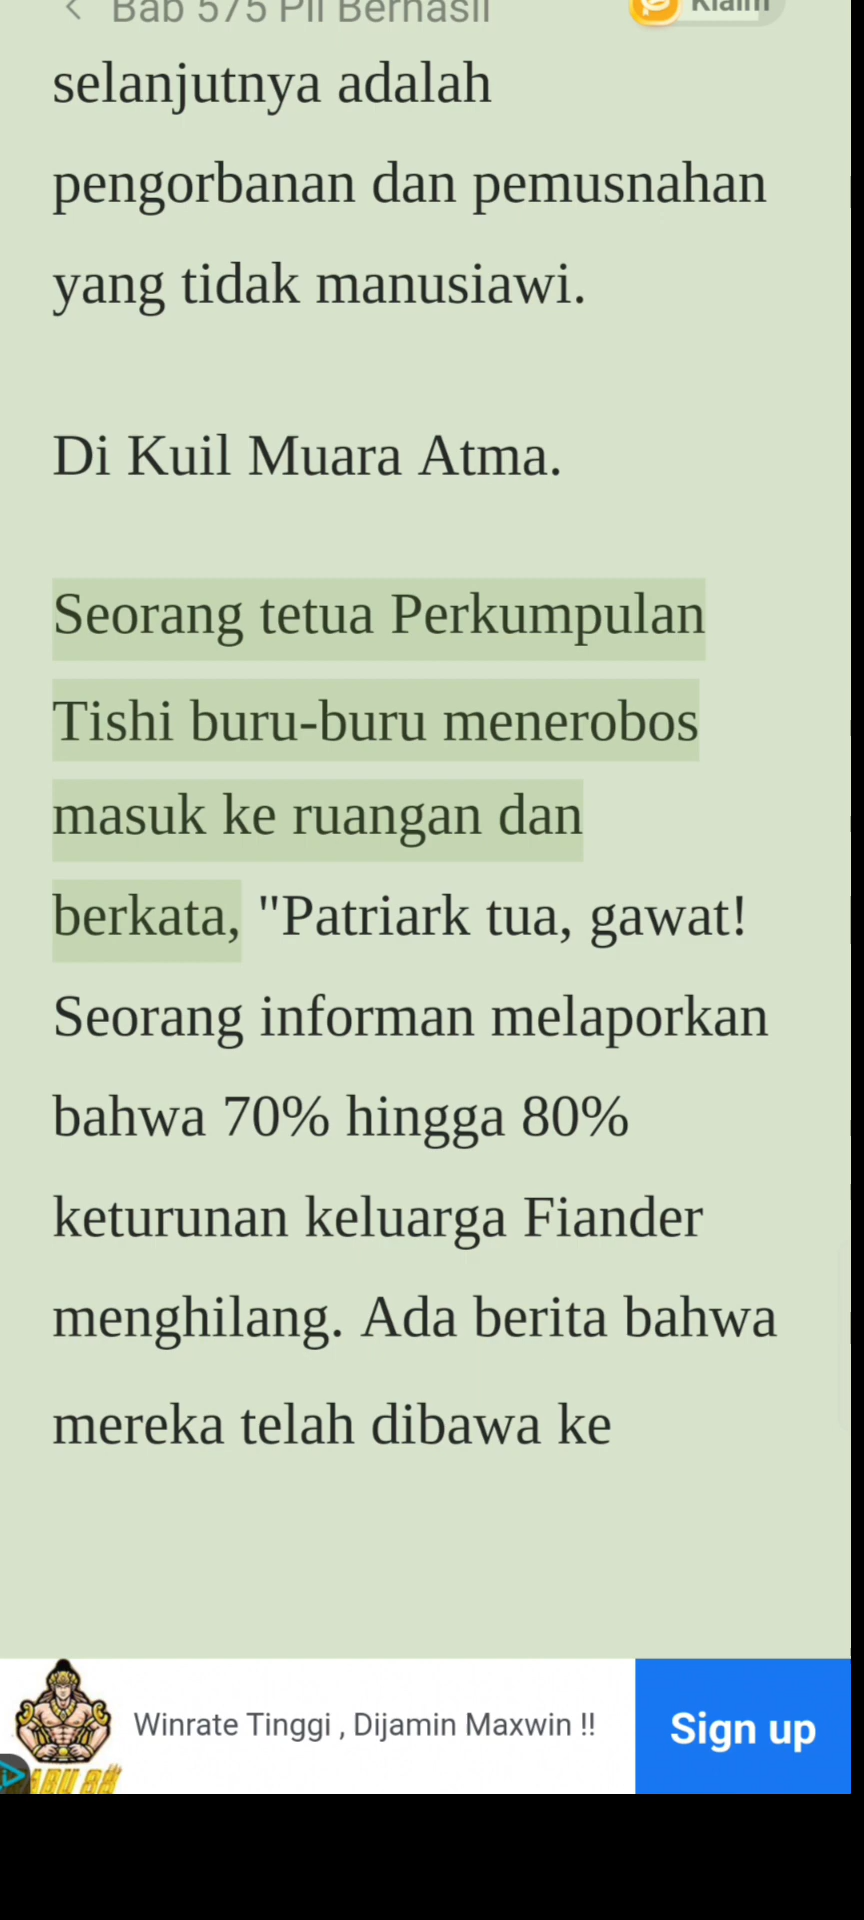 Bab 575 Pil Berhasil
Klaim
selanjutnya adalah
pengorbanan dan pemusnahan
yang tidak manusiawi.
Di Kuil Muara Atma.
Seorang tetua Perkumpulan
Tishi buru-buru menerobos
masuk ke ruangan dan
berkata, "Patriark tua, gawat!
Seorang informan melaporkan
bahwa 70% hingga 80%
keturunan keluarga Fiander
menghilang. Ada berita bahwa
mereka telah dibawa ke
Winrate Tinggi , Dijamin Maxwin !!
Sign up